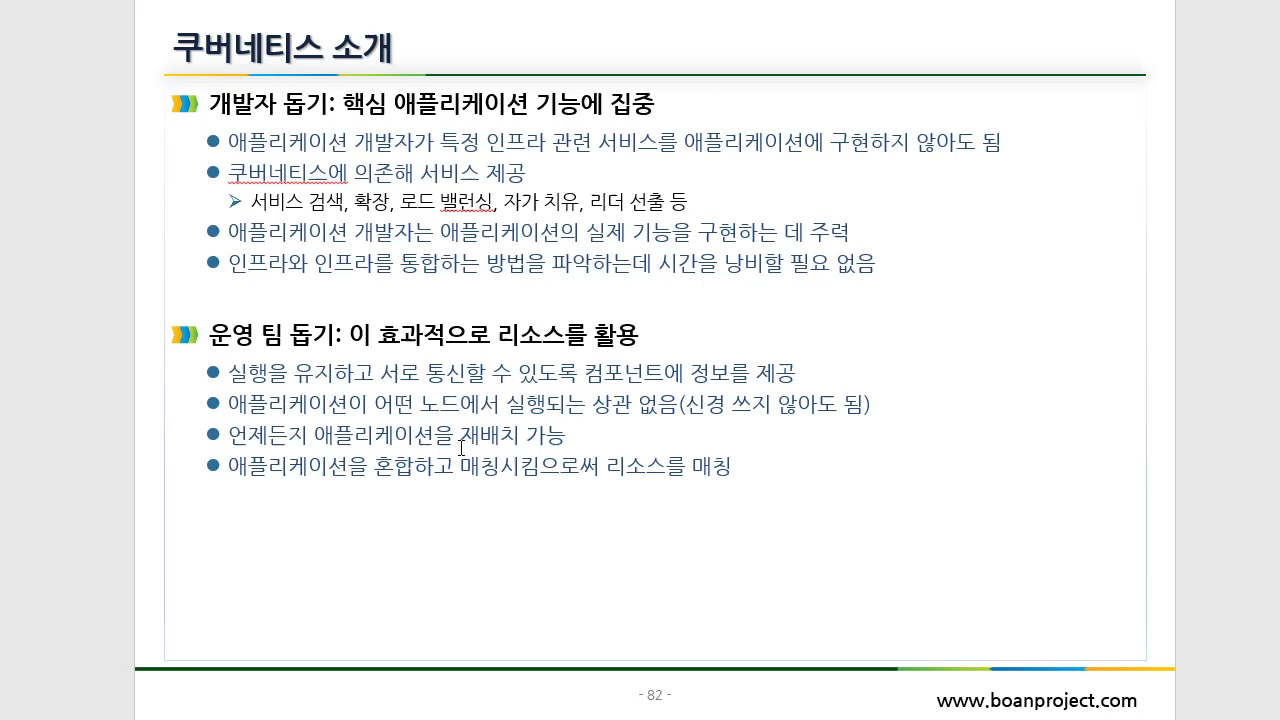 쿠버네티스 소개
개발자 돕기: 핵심 애플리케이션 기능에 집중
애플리케이션 개발자가 특정 인프라 관련 서비스를 애플리케이션에 구현하지 않아도 됨
쿠버네티스에 의존해 서비스 제공
서비스 검색, 확장, 로드 밸런싱, 자가 치유, 리더 선출 등
애플리케이션 개발자는 애플리케이션의 실제 기능을 구현하는 데 주력
인프라와 인프라를 통합하는 방법을 파악하는데 시간을 낭비할 필요 없음
운영 팀 돕기: 이 효과적으로 리소스를 활용
실행을 유지하고 서로 통신할 수 있도록 컴포넌트에 정보를 제공
애플리케이션이 어떤 노드에서 실행되는 상관 없음(신경 쓰지 않아도 됨)
언제든지 애플리케이션을 재배치 가능
애플리케이션을 혼합하고 매칭시킴으로써 리소스를 매칭
- 82 -
www.boanproject.com